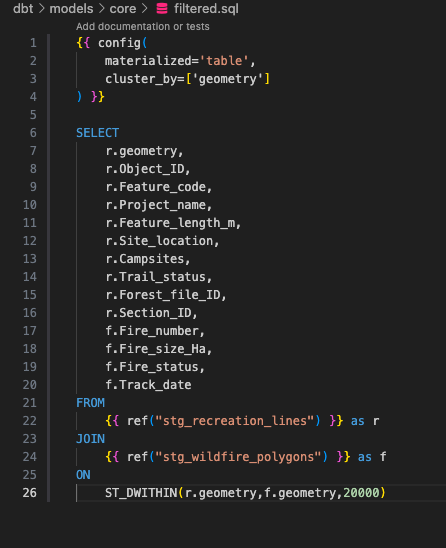 dbt > models > core > filtered.sql
Add documentation or tests
1 {{ config(
2     materialized='table',
3     cluster_by=['geometry']
4 ) }}
5
6 SELECT
7     r.geometry,
8     r.Object_ID,
9     r.Feature_code,
10     r.Project_name,
11     r.Feature_length_m,
12     r.Site_location,
13     r.Campsites,
14     r.Trail_status,
15     r.Forest_file_ID,
16     r.Section_ID,
17     f.Fire_number,
18     f.Fire_size_Ha,
19     f.Fire_status,
20     f.Track_date
21 FROM
22     {{ ref("stg_recreation_lines") }} as r
23 JOIN
24     {{ ref("stg_wildfire_polygons") }} as f
25 ON
26     ST_DWITHIN(r.geometry,f.geometry,20000)